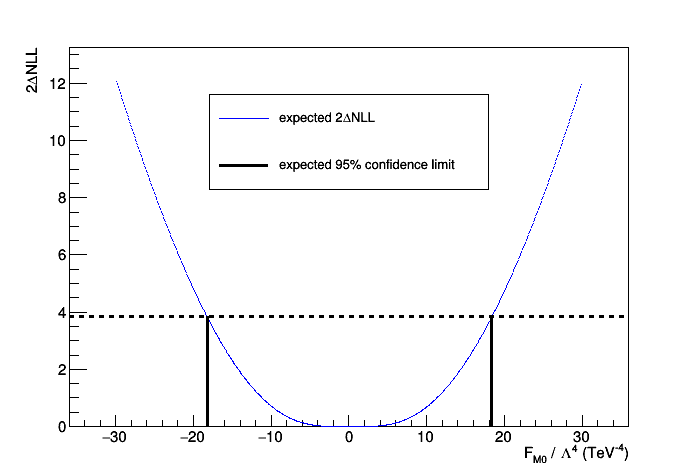 2ΔNLL
12
10
8
6
4
2
0
expected 2ΔNLL
expected 95% confidence limit
−30 −20 −10 0 10 20 30
F_M0 / Λ^4 (TeV^-4)